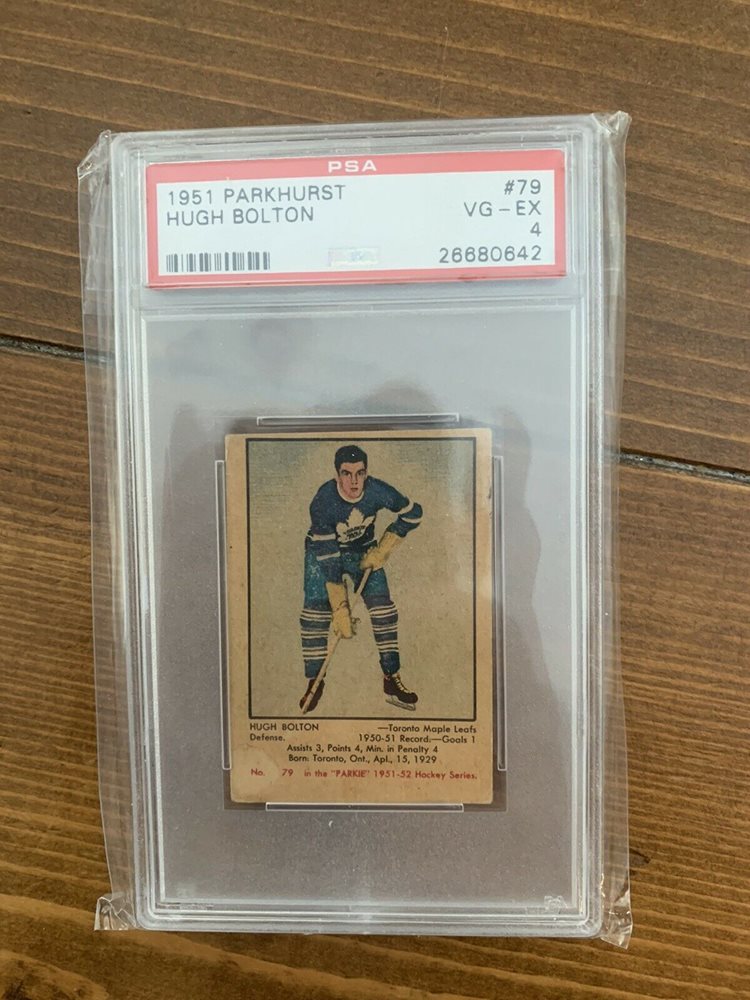 PSA
1951 PARKHURST #79
HUGH BOLTON VG - EX
4
26680642
TORONTO
HUGH BOLTON —Toronto Maple Leafs
Defense. 1950-51 Record.—Goals 1
Assists 3, Points 4, Min. in Penalty 4
Born: Toronto, Ont., Apl., 15, 1929
No. 79 in the "PARKIE" 1951-52 Hockey Series.